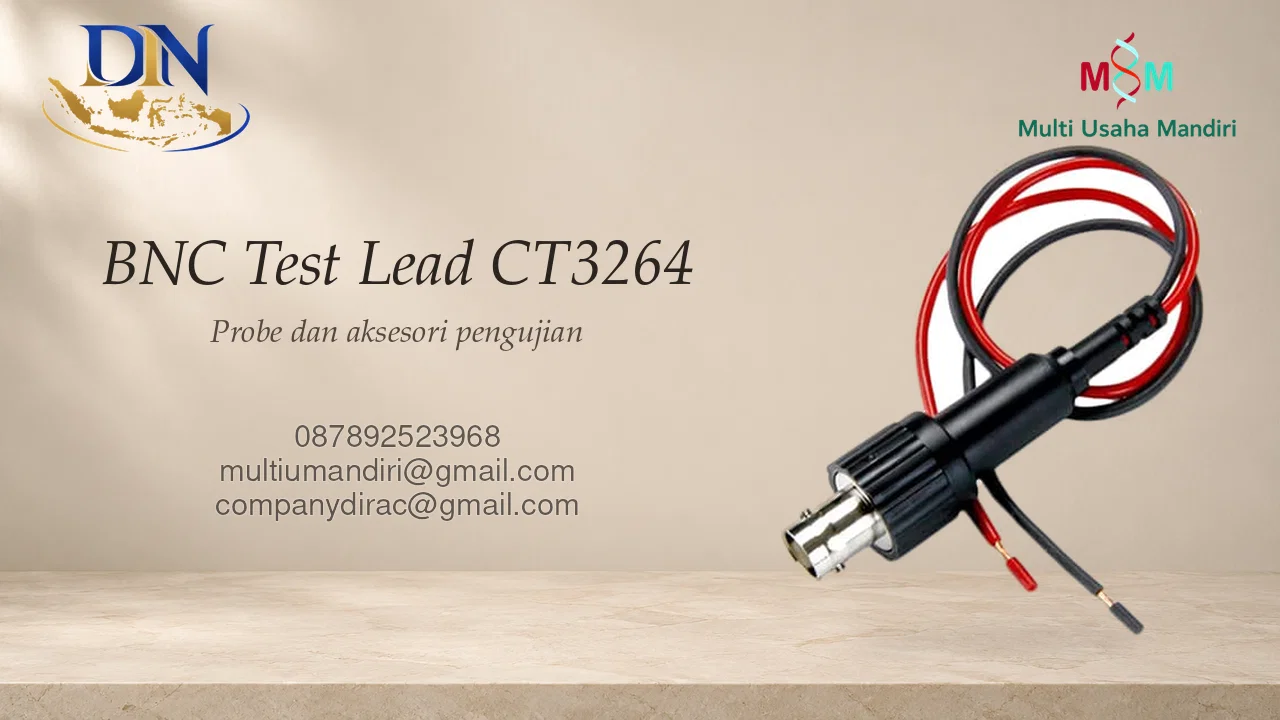 DN
M M
Multi Usaha Mandiri
BNC Test Lead CT3264
Probe dan aksesori pengujian
087892523968
multiumandiri@gmail.com
companydirac@gmail.com